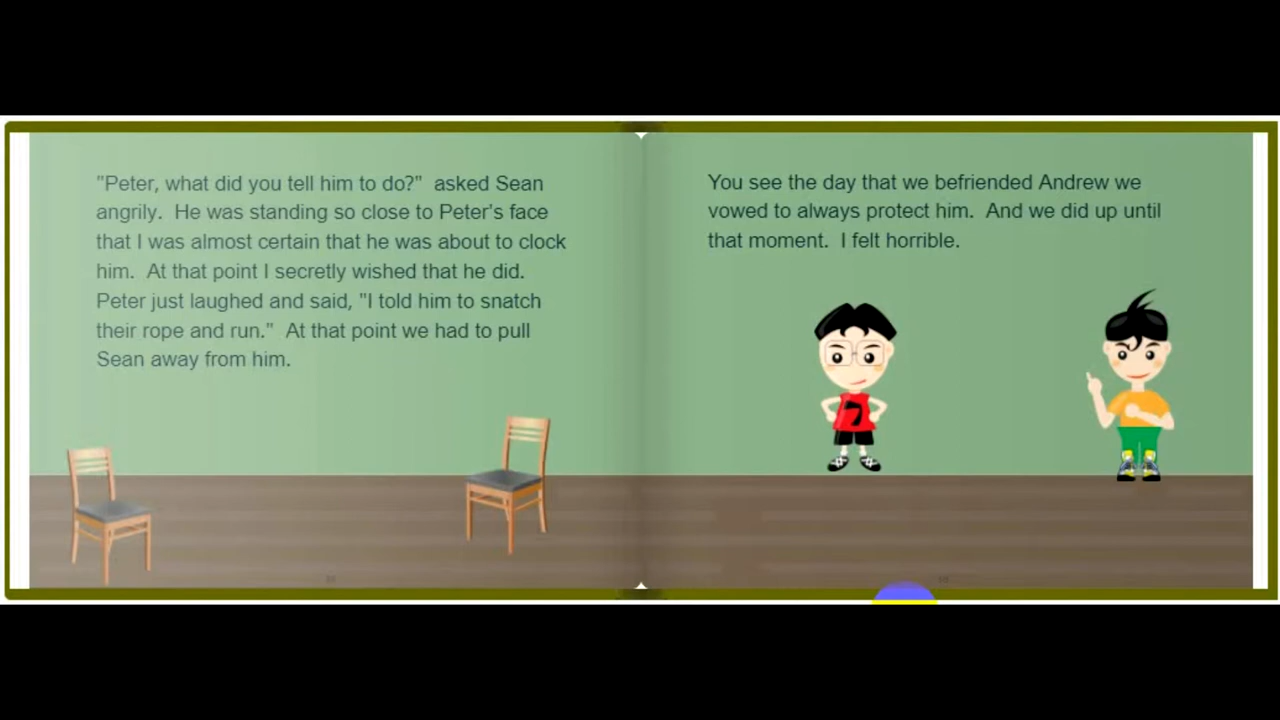 "Peter, what did you tell him to do?"  asked Sean
angrily.  He was standing so close to Peter's face
that I was almost certain that he was about to clock
him.  At that point I secretly wished that he did.
Peter just laughed and said, "I told him to snatch
their rope and run."  At that point we had to pull
Sean away from him.
You see the day that we befriended Andrew we
vowed to always protect him.  And we did up until
that moment.  I felt horrible.
7